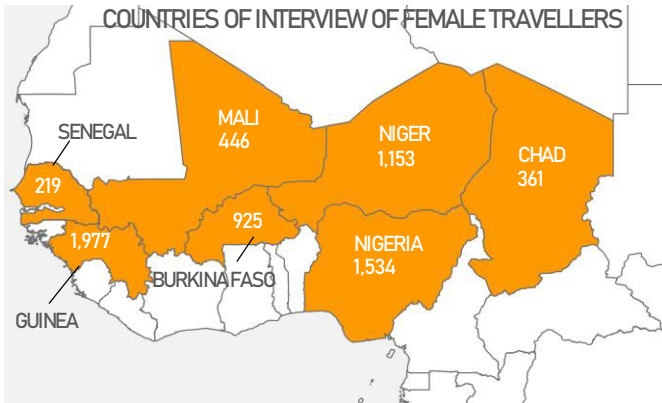 COUNTRIES OF INTERVIEW OF FEMALE TRAVELLERS
SENEGAL
219
MALI
446
NIGER
1,153
CHAD
361
1,977
GUINEA
925
BURKINA FASO
NIGERIA
1,534